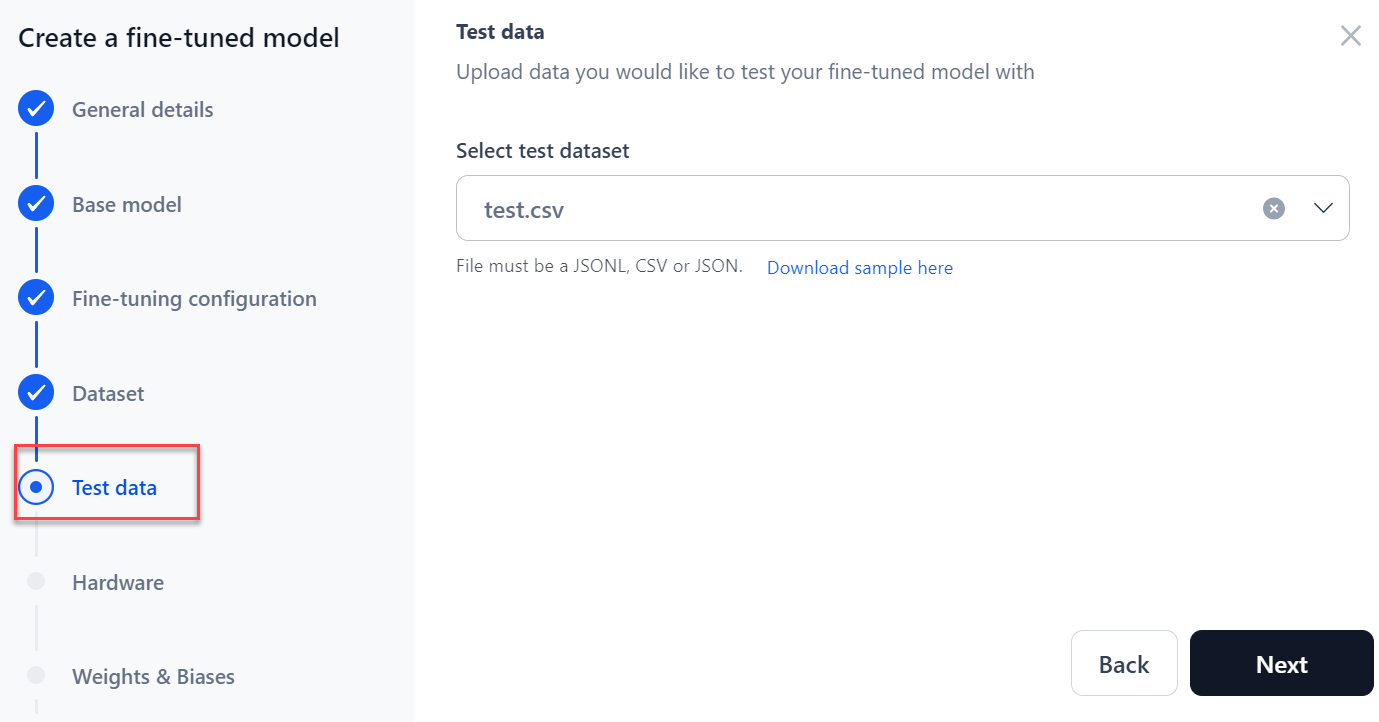 Create a fine-tuned model
General details
Base model
Fine-tuning configuration
Dataset
Test data
Hardware
Weights & Biases
Test data
Upload data you would like to test your fine-tuned model with
Select test dataset
test.csv
File must be a JSONL, CSV or JSON. Download sample here
Back Next